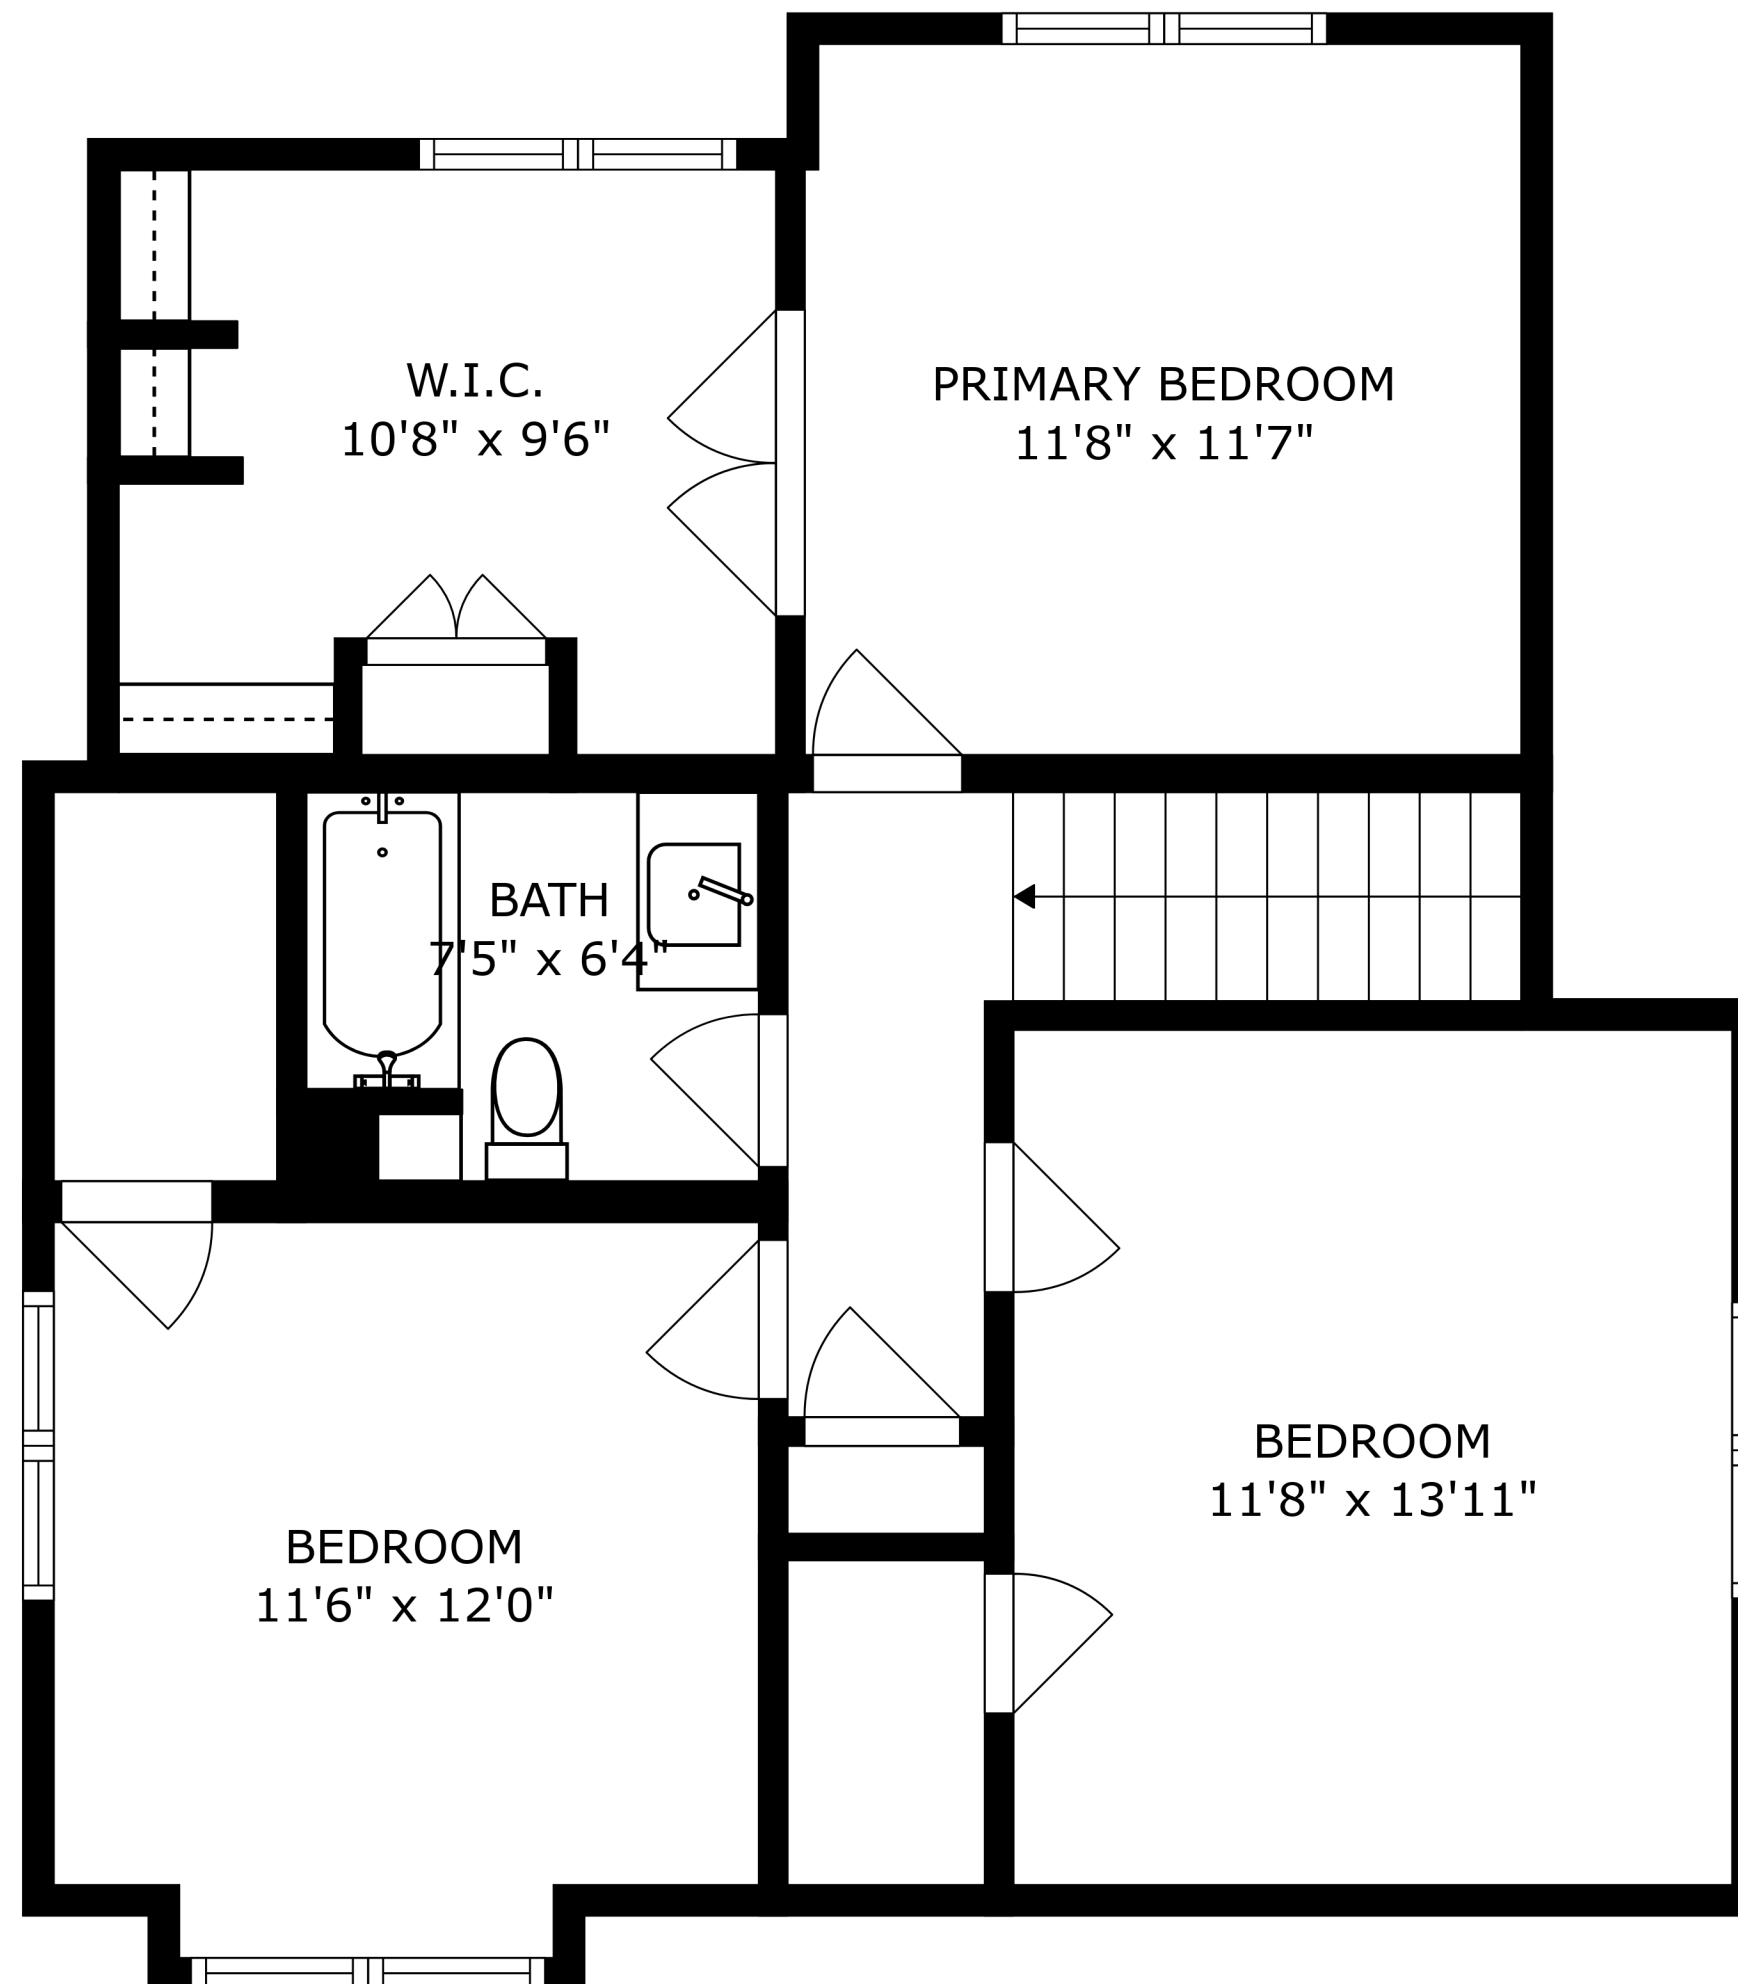 W.I.C.
10'8" x 9'6"
PRIMARY BEDROOM
11'8" x 11'7"
BATH
7'5" x 6'4"
BEDROOM
11'8" x 13'11"
BEDROOM
11'6" x 12'0"